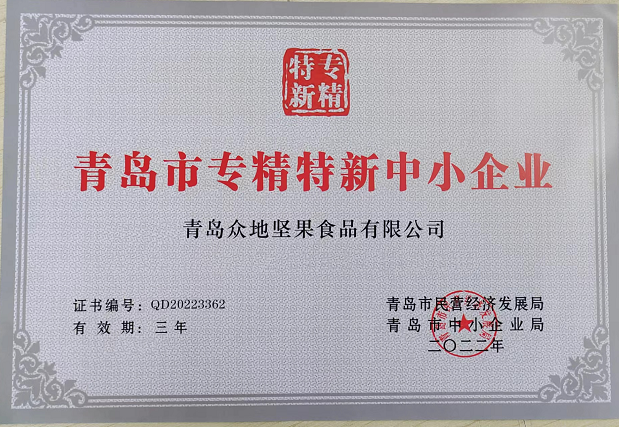 专精
特新
青岛市专精特新中小企业
青岛众地坚果食品有限公司
证书编号：QD20223362
有效期：三年
青岛市民营经济发展局
青岛市中小企业局
二〇二二年